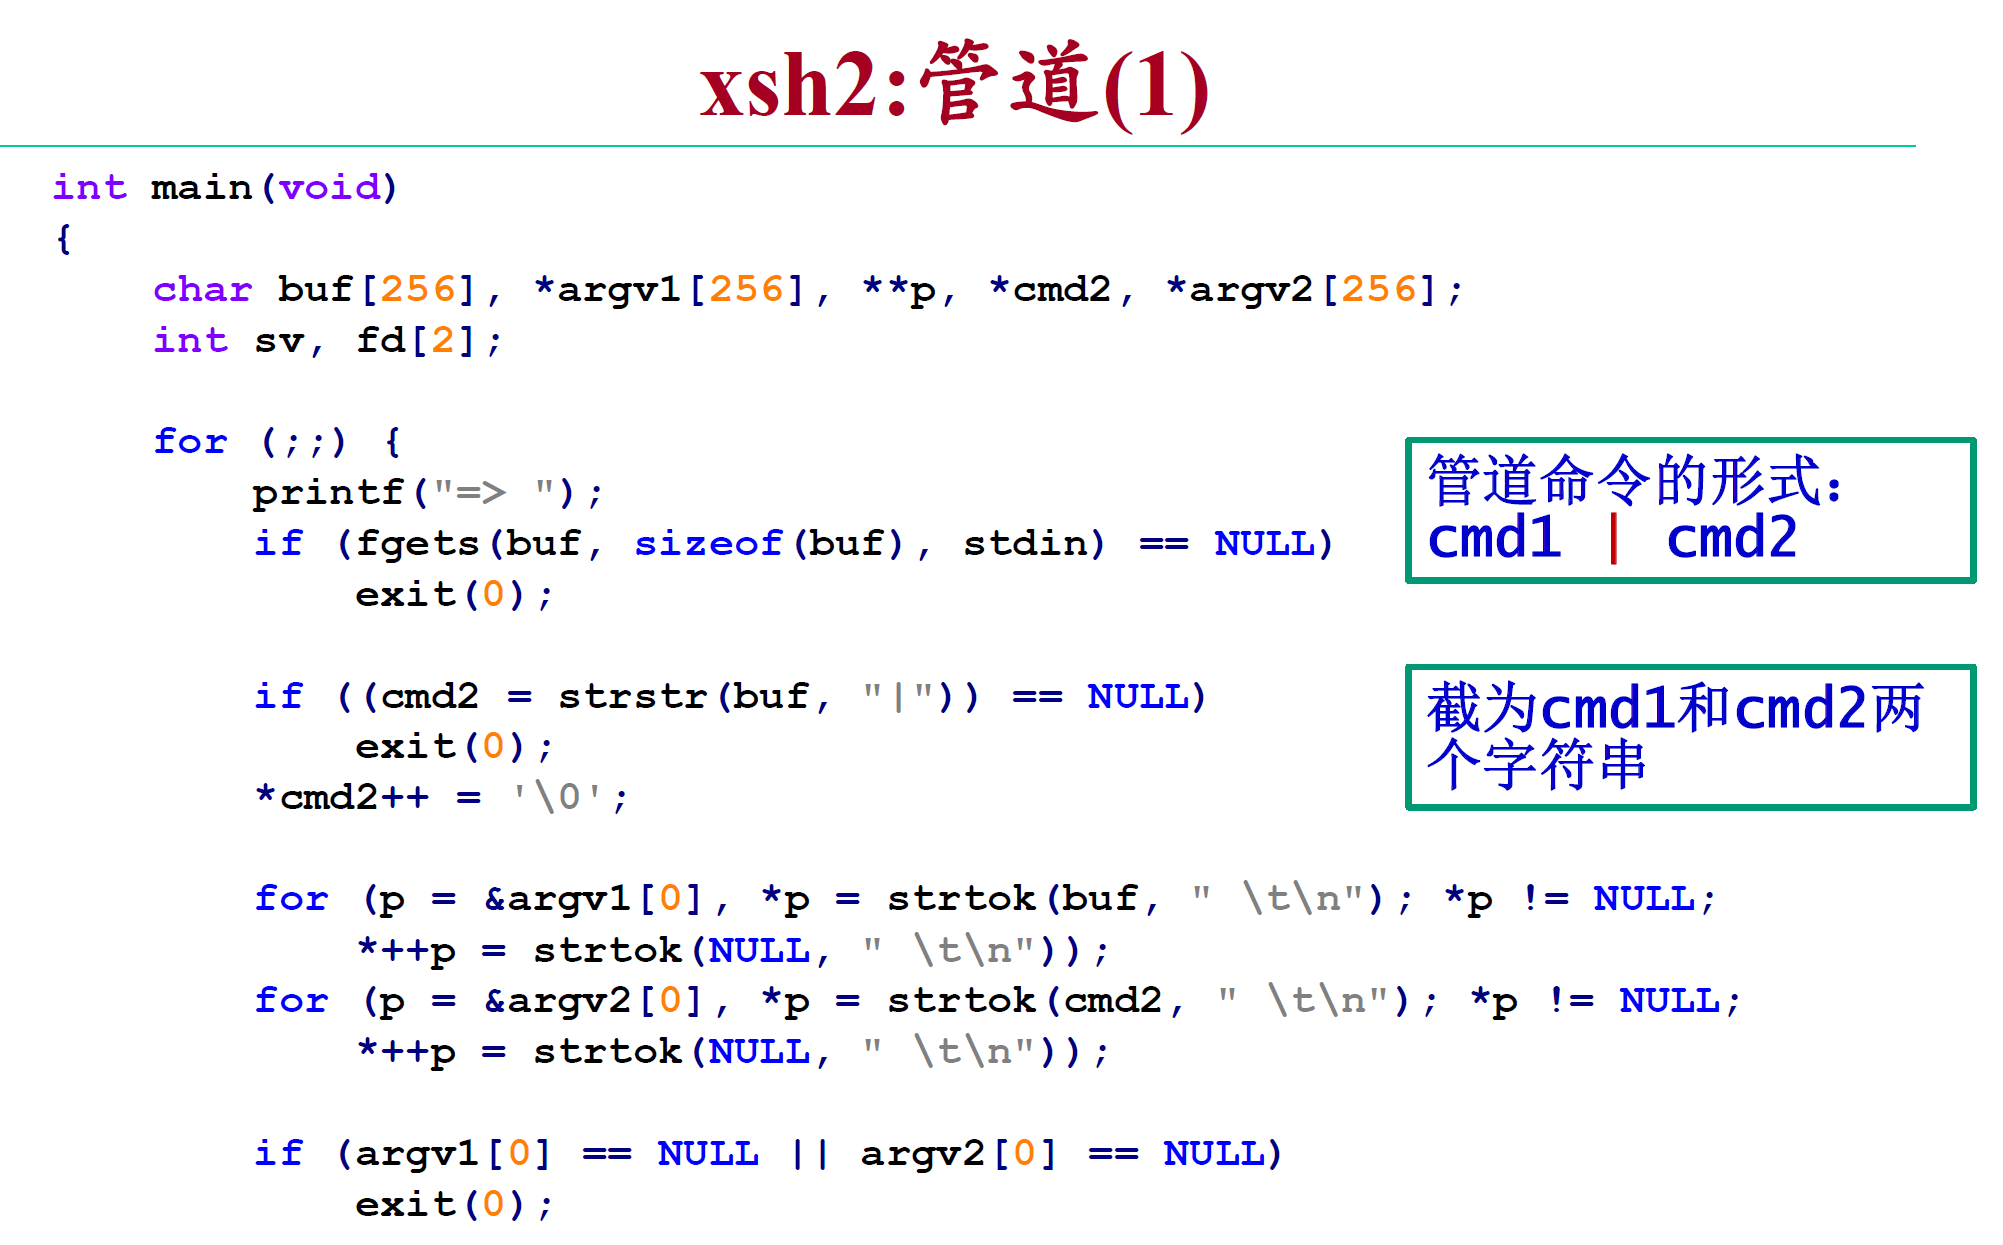 xsh2:管道(1)
int main(void)
{
    char buf[256], *argv1[256], **p, *cmd2, *argv2[256];
    int sv, fd[2];
    for (;;) {
        printf("=> ");
        if (fgets(buf, sizeof(buf), stdin) == NULL)
            exit(0);
管道命令的形式：
cmd1 | cmd2
        if ((cmd2 = strstr(buf, "|")) == NULL)
            exit(0);
        *cmd2++ = '\0';
截为cmd1和cmd2两
个字符串
        for (p = &argv1[0], *p = strtok(buf, " \t\n"); *p != NULL;
            *++p = strtok(NULL, " \t\n"));
        for (p = &argv2[0], *p = strtok(cmd2, " \t\n"); *p != NULL;
            *++p = strtok(NULL, " \t\n"));
        if (argv1[0] == NULL || argv2[0] == NULL)
            exit(0);